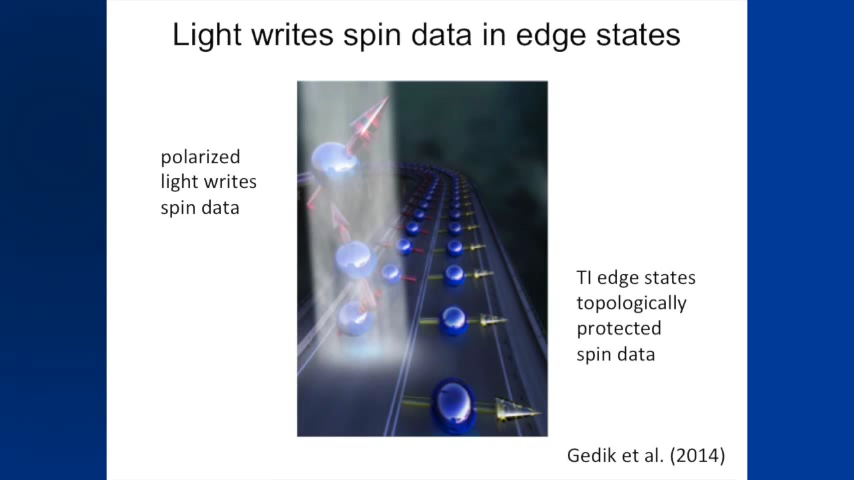 Light writes spin data in edge states
polarized
light writes
spin data
TI edge states
topologically
protected
spin data
Gedik et al. (2014)